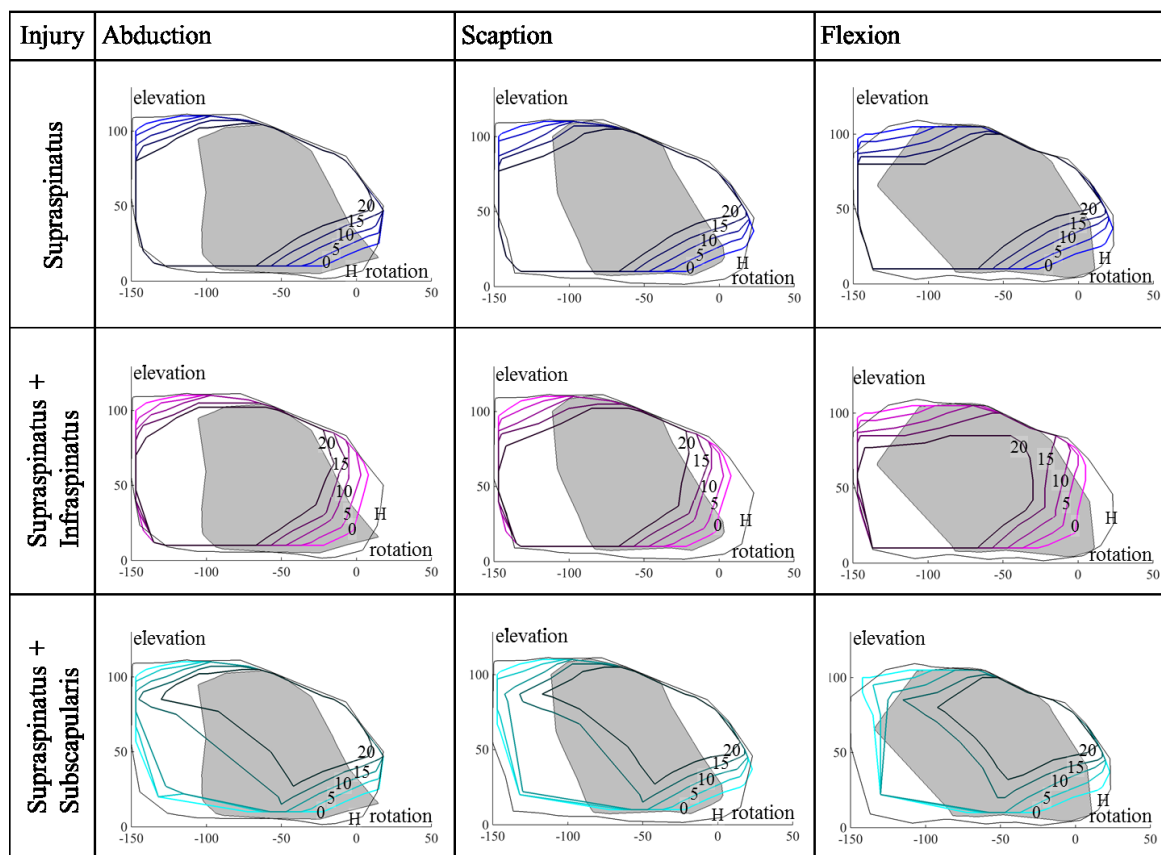 Injury Abduction Scaption Flexion
Supraspinatus
elevation
100
50
0
-150 -100 -50 0 50
20
15
10
5
0
H rotation
elevation
100
50
0
-150 -100 -50 0 50
20
15
10
5
0
H
rotation
elevation
100
50
0
-150 -100 -50 0 50
20
15
10
5
0
H
rotation
Supraspinatus +
Infraspinatus
elevation
100
50
0
-150 -100 -50 0 50
20
15
10
5
0
H
rotation
elevation
100
50
0
-150 -100 -50 0 50
20
15
10
5
0
H
rotation
elevation
100
50
0
-150 -100 -50 0 50
20
15
10
5
0
H
rotation
Supraspinatus +
Subscapularis
elevation
100
50
0
-150 -100 -50 0 50
20
15
10
5
0
H rotation
elevation
100
50
0
-150 -100 -50 0 50
20
15
10
5
0
H rotation
elevation
100
50
0
-150 -100 -50 0 50
20
15
10
5
0
H rotation